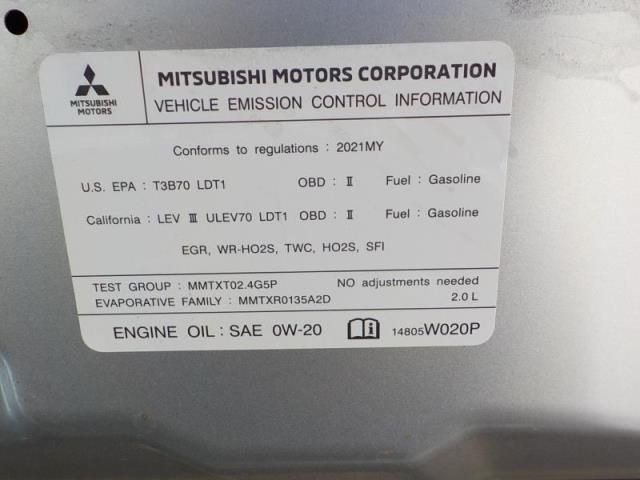 MITSUBISHI MOTORS
MITSUBISHI MOTORS CORPORATION
VEHICLE EMISSION CONTROL INFORMATION
Conforms to regulations : 2021MY
U.S. EPA : T3B70 LDT1 OBD : Ⅱ Fuel : Gasoline
California : LEV Ⅲ ULEV70 LDT1 OBD : Ⅱ Fuel : Gasoline
EGR, WR-HO2S, TWC, HO2S, SFI
TEST GROUP : MMTXT02.4G5P NO adjustments needed
EVAPORATIVE FAMILY : MMTXR0135A2D 2.0 L
ENGINE OIL : SAE 0W-20 14805W020P